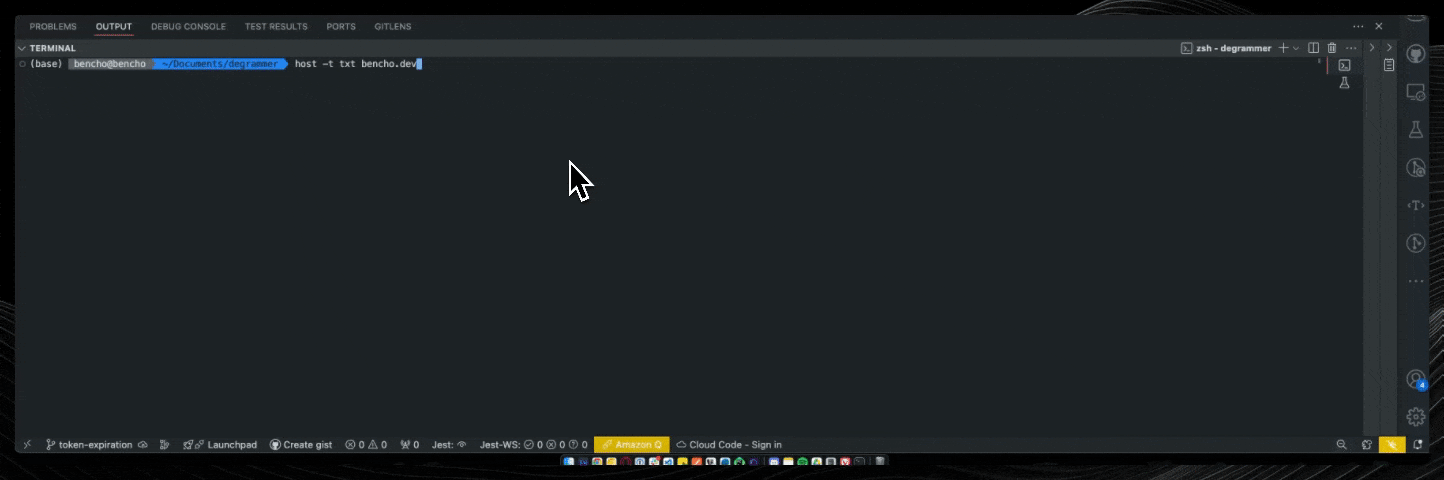 PROBLEMS OUTPUT DEBUG CONSOLE TEST RESULTS PORTS GITLENS
TERMINAL zsh - degrammer
(base) bencho@bencho ~/Documents/degrammer host -t txt bencho.dev
4
token-expiration Launchpad Create gist 0 0 0 Jest: Jest-WS: 0 0 0 Amazon Q Cloud Code - Sign in